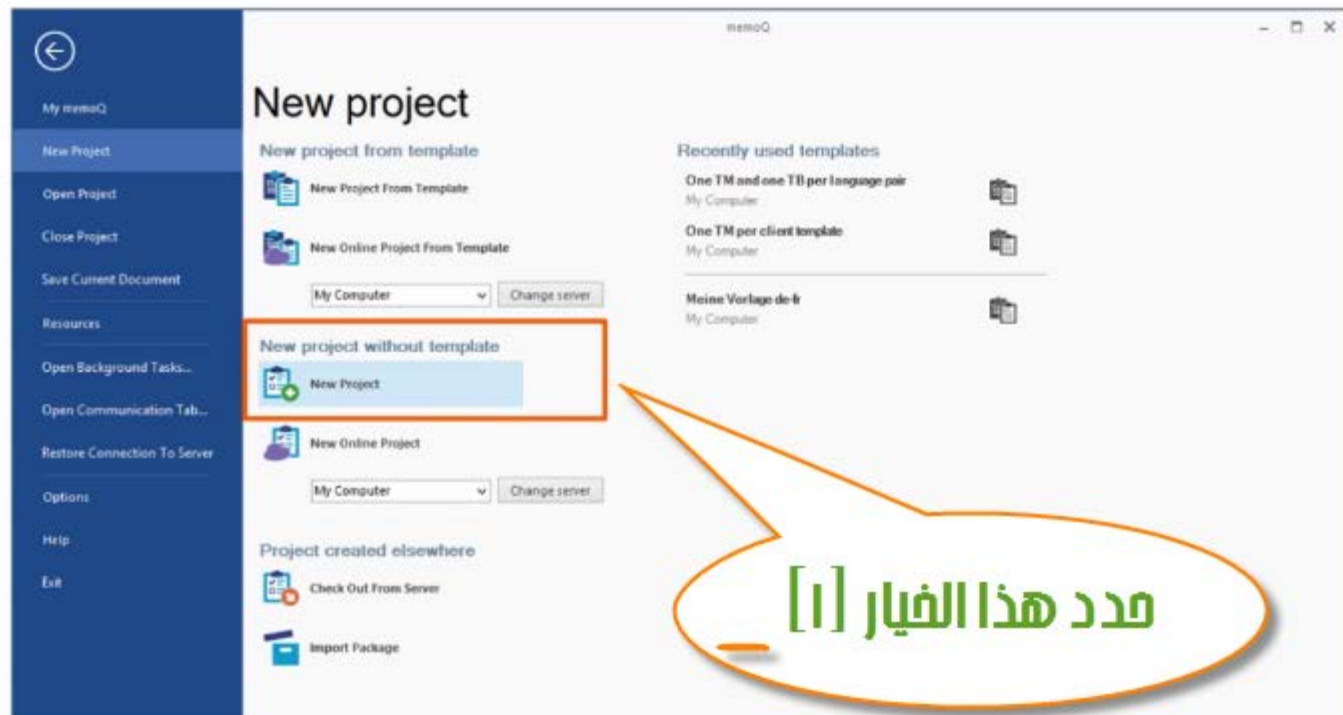 memoQ
My memoQ
New Project
Open Project
Close Project
Save Current Document
Resources
Open Background Tasks...
Open Communication Tab...
Restore Connection To Server
Options
Help
Exit
New project
New project from template
New Project From Template
New Online Project From Template
My Computer
Change server
New project without template
New Project
New Online Project
My Computer
Change server
Project created elsewhere
Check Out From Server
Import Package
Recently used templates
One TM and one TB per language pair
My Computer
One TM per client template
My Computer
Meine Vorlage de-fr
My Computer
حدد هذا الخيار [١]